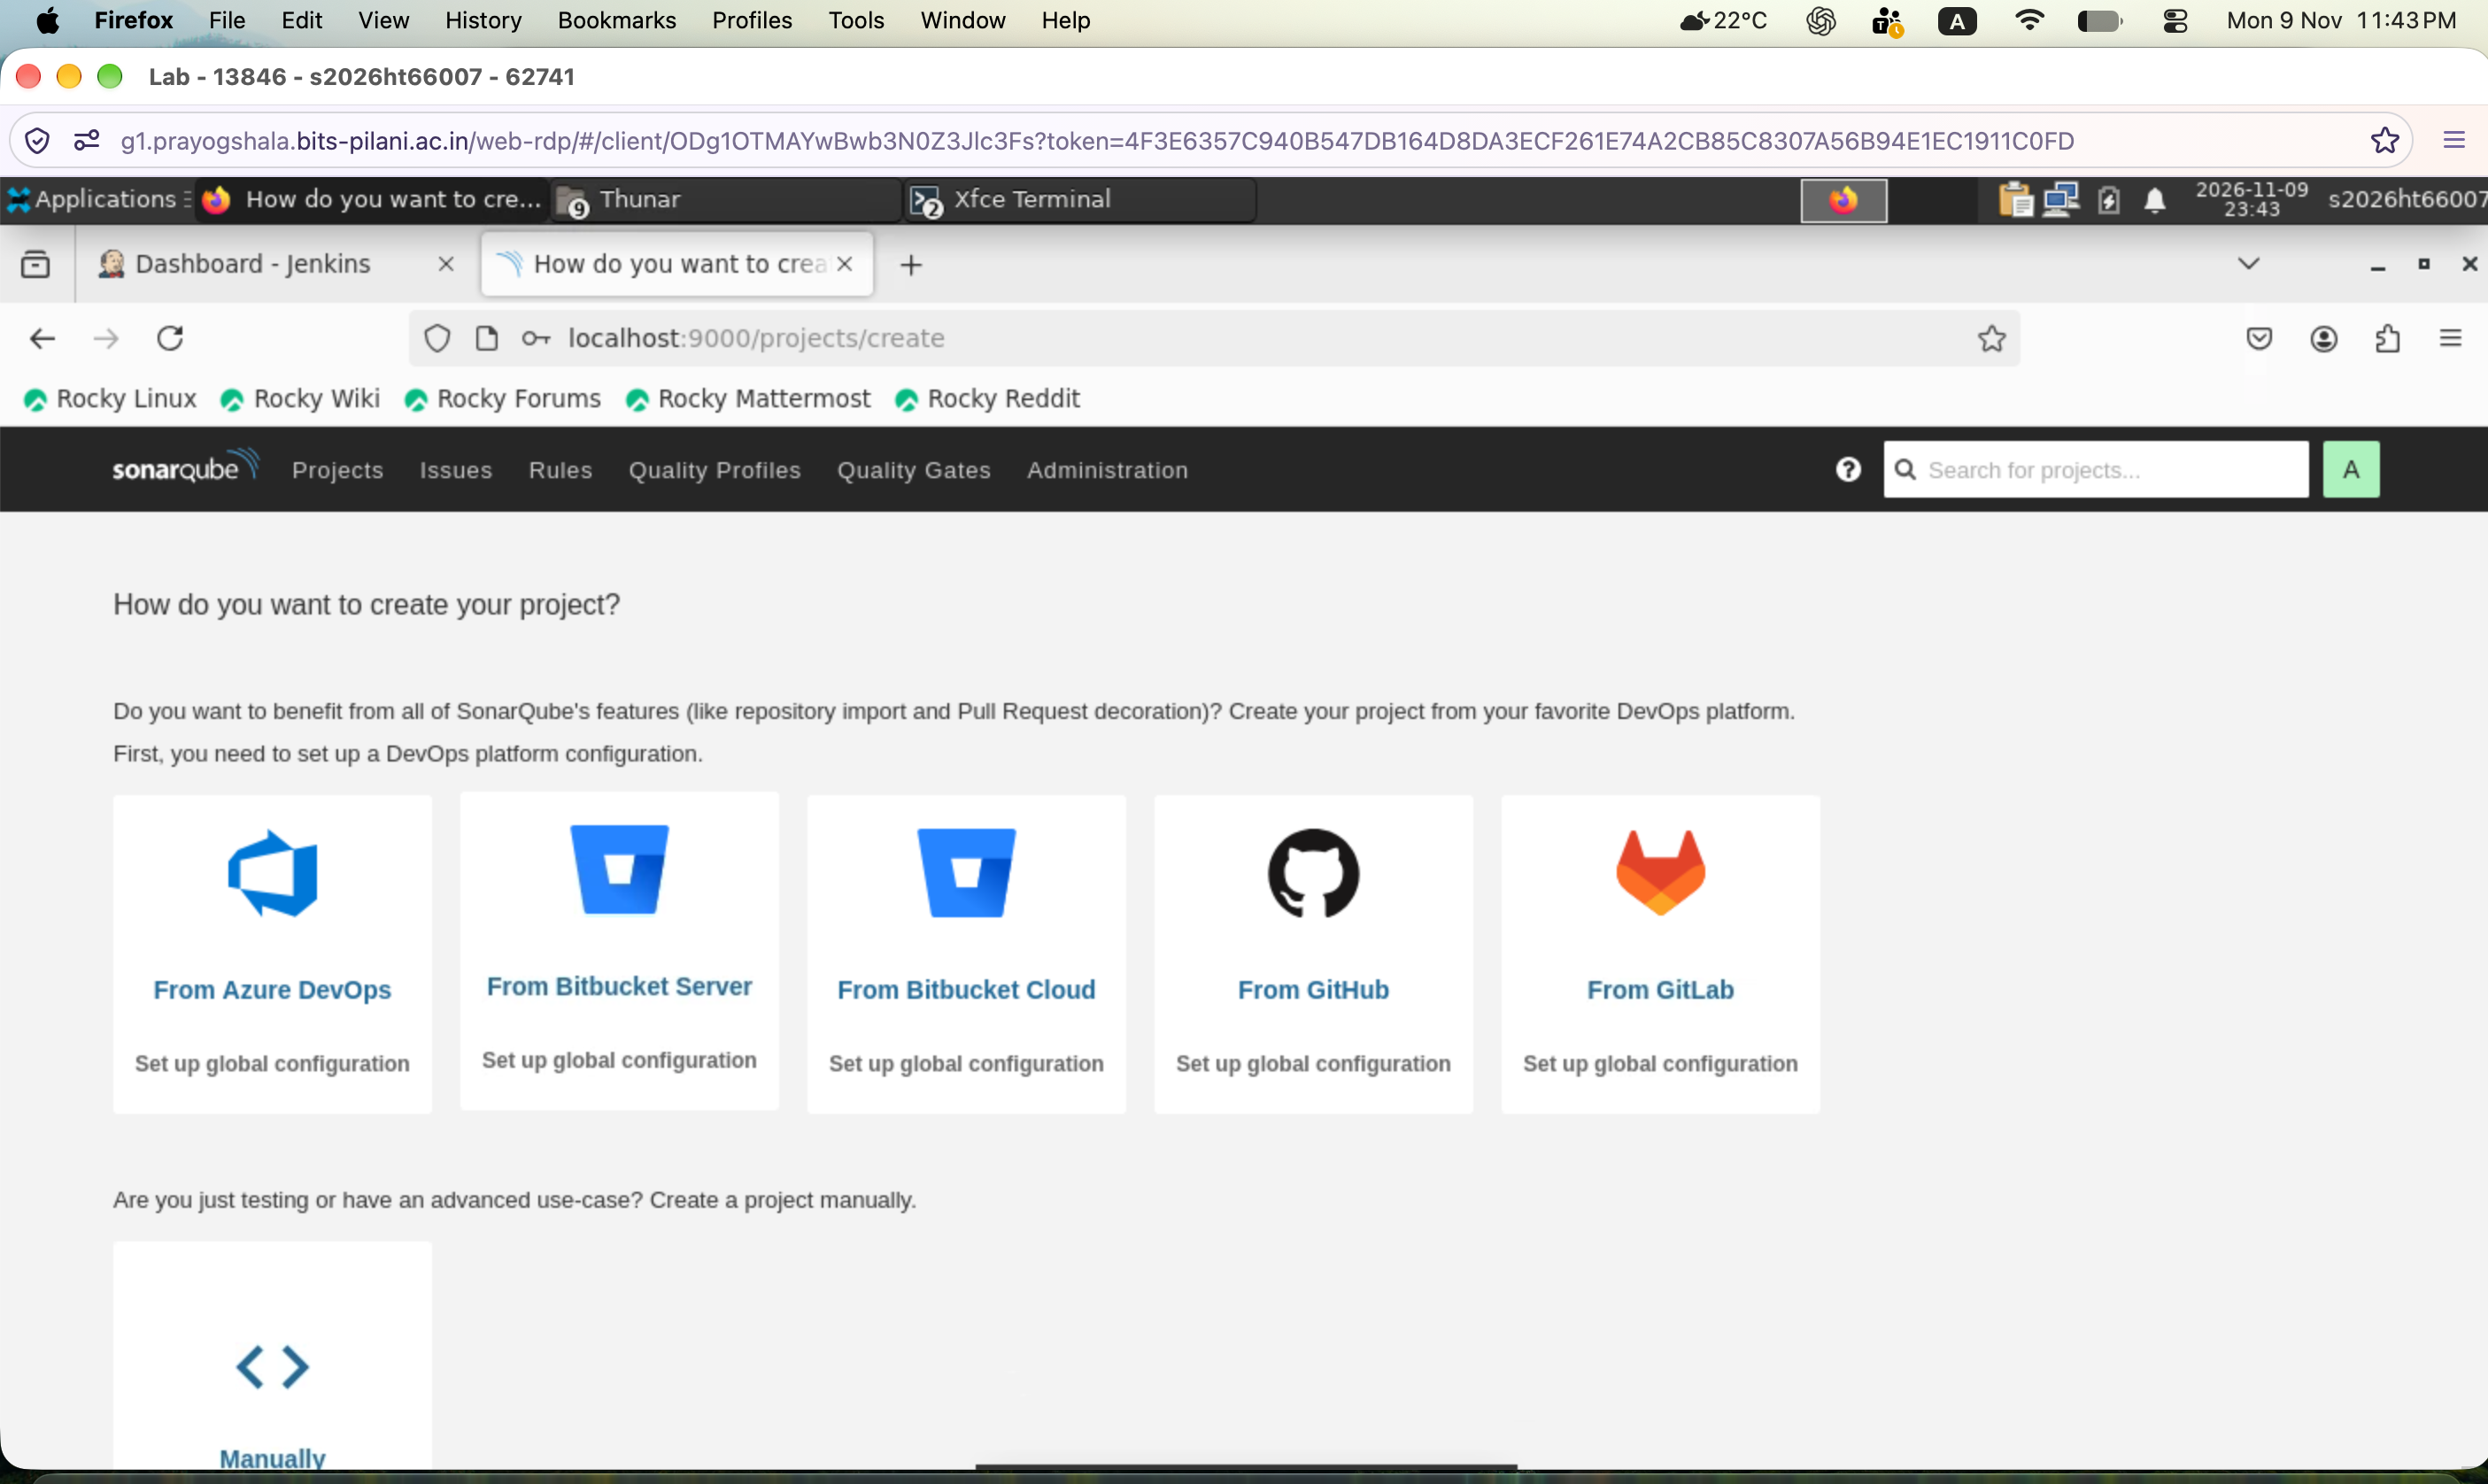 Firefox File Edit View History Bookmarks Profiles Tools Window Help 22°C A Mon 9 Nov 11:43 PM
Lab - 13846 - s2026ht66007 - 62741
g1.prayogshala.bits-pilani.ac.in/web-rdp/#/client/ODg1OTMAYwBwb3N0Z3Jlc3Fs?token=4F3E6357C940B547DB164D8DA3ECF261E74A2CB85C8307A56B94E1EC1911C0FD
Applications How do you want to cre... 9 Thunar 2 Xfce Terminal 2026-11-09 23:43 s2026ht66007
Dashboard - Jenkins How do you want to crea
localhost:9000/projects/create
Rocky Linux Rocky Wiki Rocky Forums Rocky Mattermost Rocky Reddit
sonarqube Projects Issues Rules Quality Profiles Quality Gates Administration ? Search for projects... A
How do you want to create your project?
Do you want to benefit from all of SonarQube's features (like repository import and Pull Request decoration)? Create your project from your favorite DevOps platform.
First, you need to set up a DevOps platform configuration.
From Azure DevOps From Bitbucket Server From Bitbucket Cloud From GitHub From GitLab
Set up global configuration Set up global configuration Set up global configuration Set up global configuration Set up global configuration
Are you just testing or have an advanced use-case? Create a project manually.
Manually